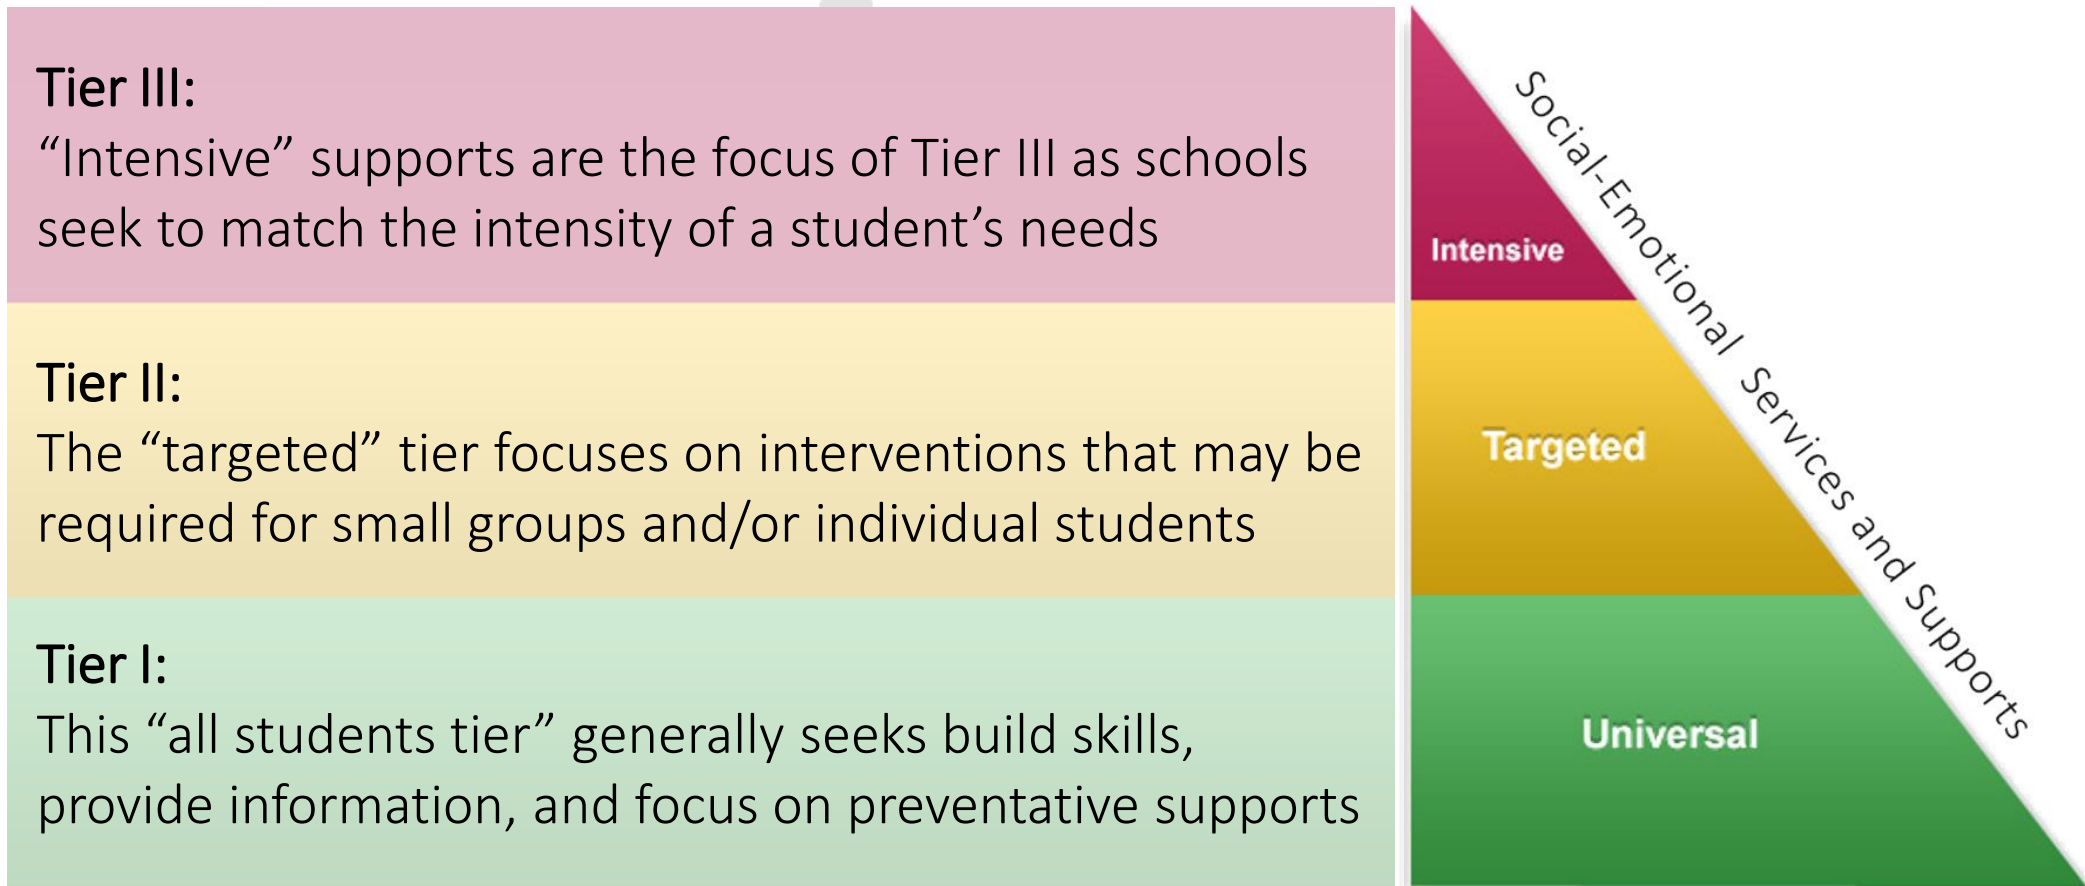 Tier III:
“Intensive” supports are the focus of Tier III as schools
seek to match the intensity of a student’s needs
Tier II:
The “targeted” tier focuses on interventions that may be
required for small groups and/or individual students
Tier I:
This “all students tier” generally seeks build skills,
provide information, and focus on preventative supports
Intensive
Targeted
Universal
Social-Emotional Services and Supports